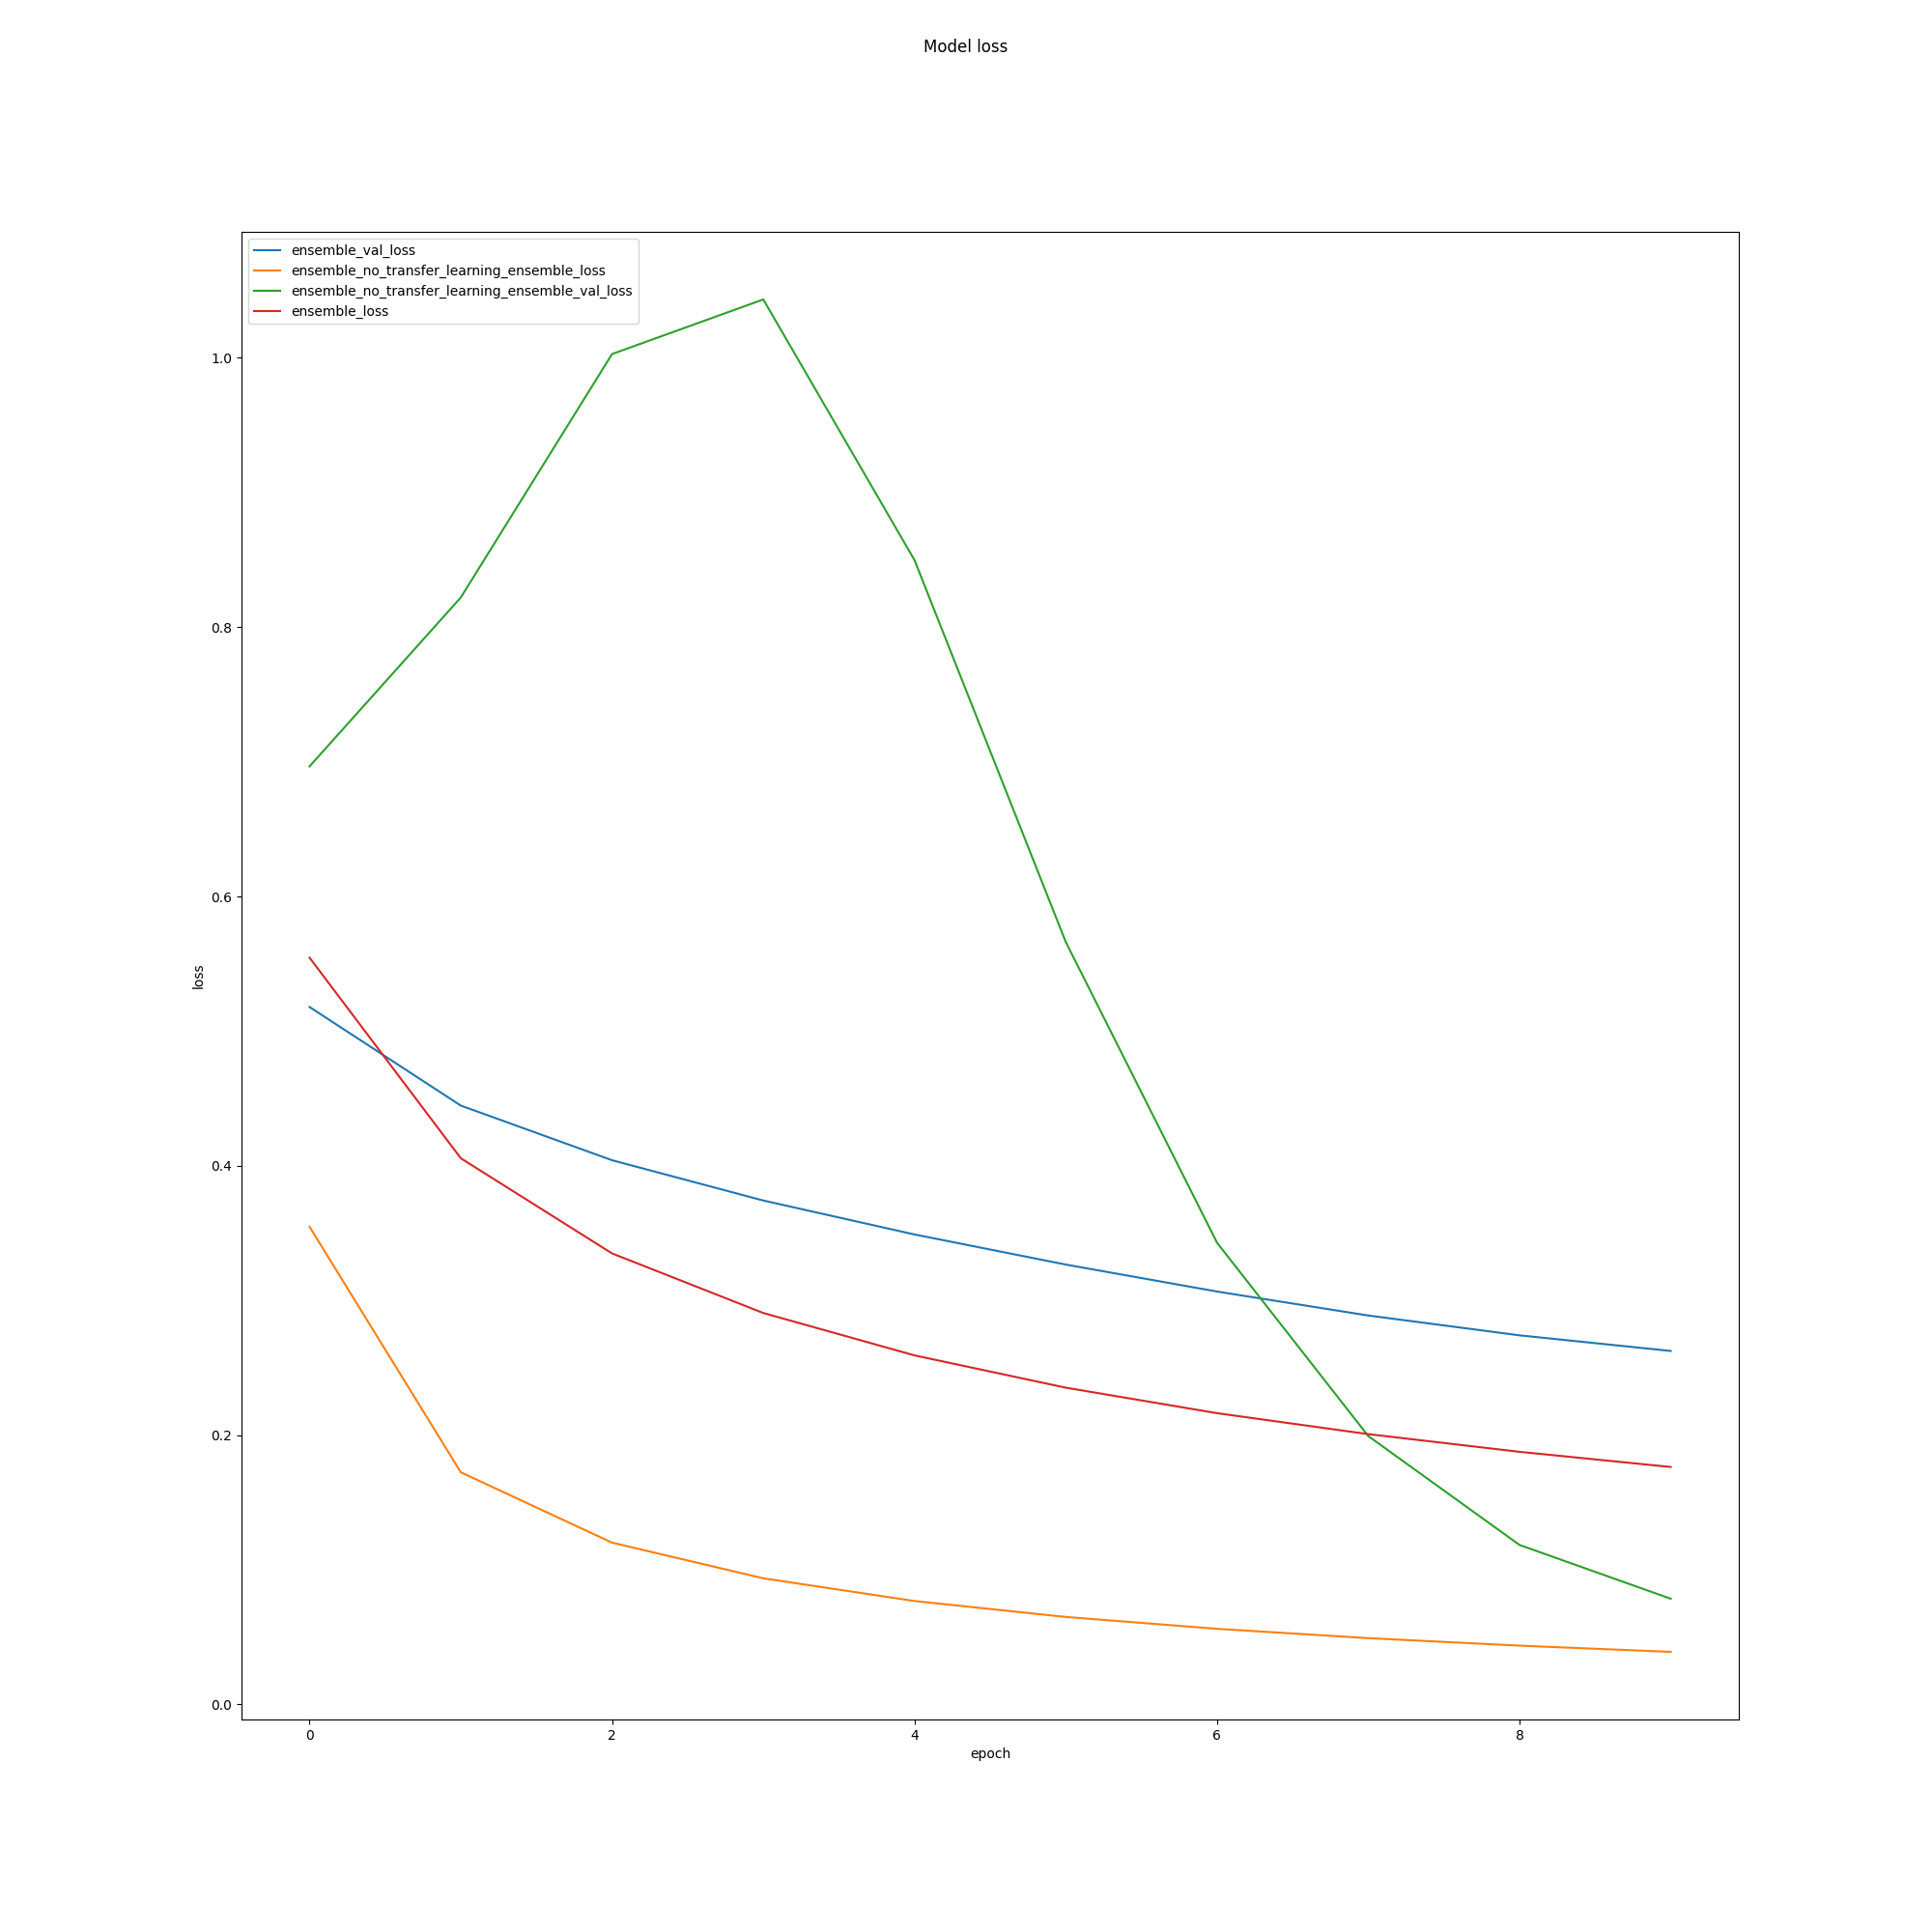 Model loss
ensemble_val_loss
ensemble_no_transfer_learning_ensemble_loss
ensemble_no_transfer_learning_ensemble_val_loss
ensemble_loss
1.0
0.8
0.6
loss
0.4
0.2
0.0
0 2 4 6 8
epoch